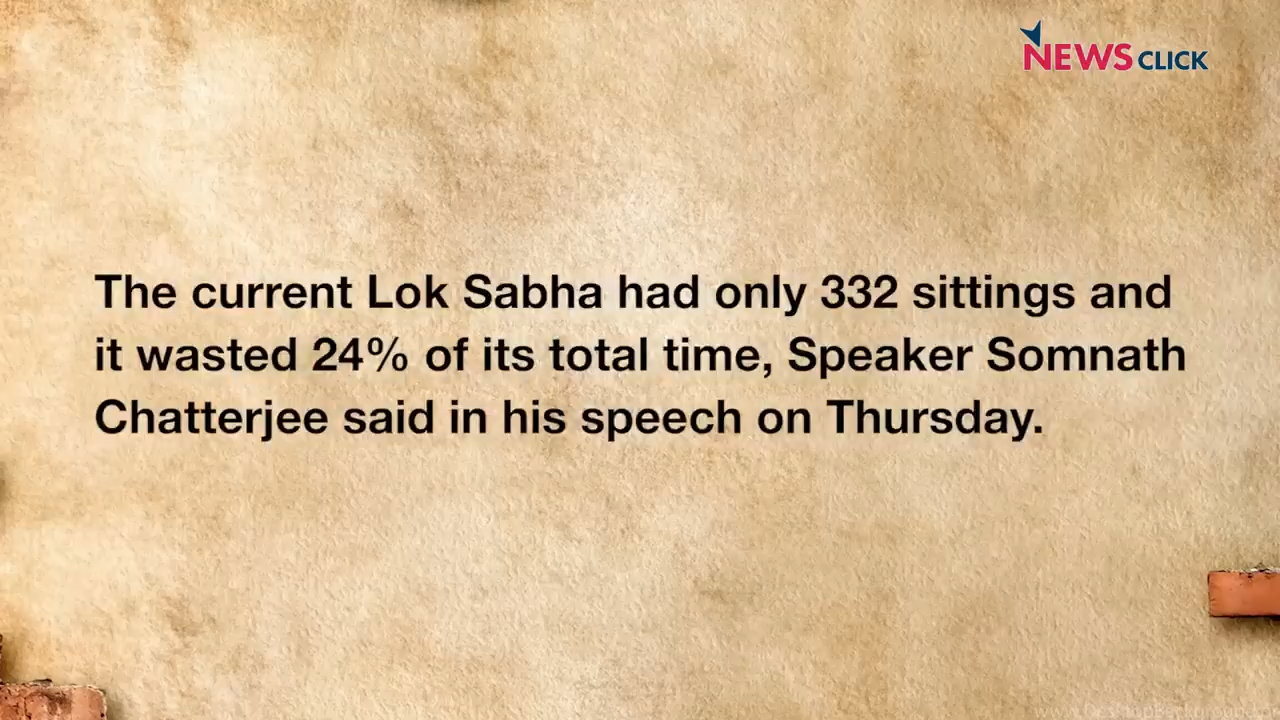 NEWS CLICK
The current Lok Sabha had only 332 sittings and
it wasted 24% of its total time, Speaker Somnath
Chatterjee said in his speech on Thursday.